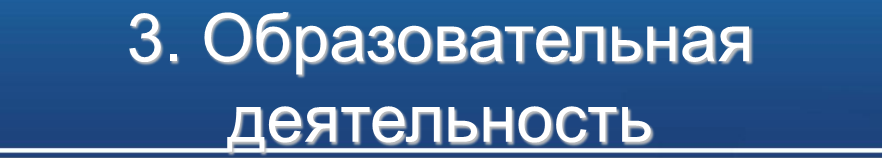 3. Образовательная
деятельность